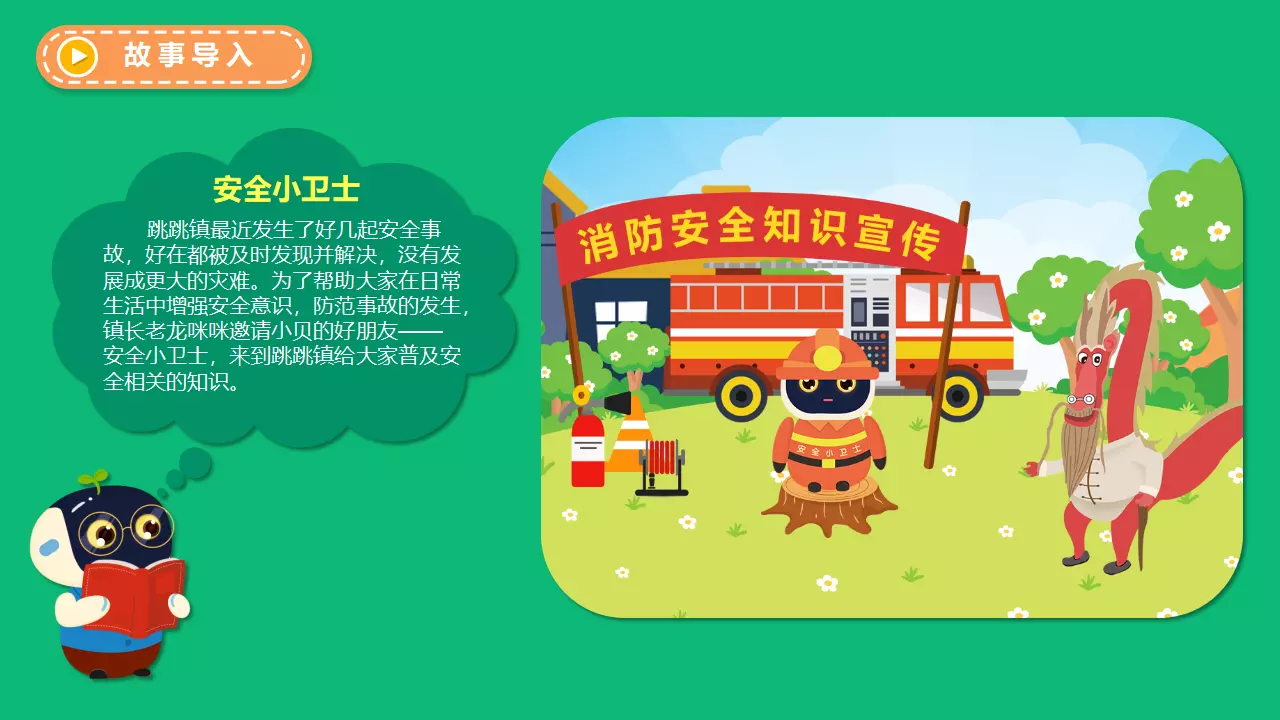 故事导入
安全小卫士
跳跳镇最近发生了好几起安全事
故，好在都被及时发现并解决，没有发
展成更大的灾难。为了帮助大家在日常
生活中增强安全意识，防范事故的发生，
镇长老龙咪咪邀请小贝的好朋友——
安全小卫士，来到跳跳镇给大家普及安
全相关的知识。
消防安全知识宣传
安全小卫士